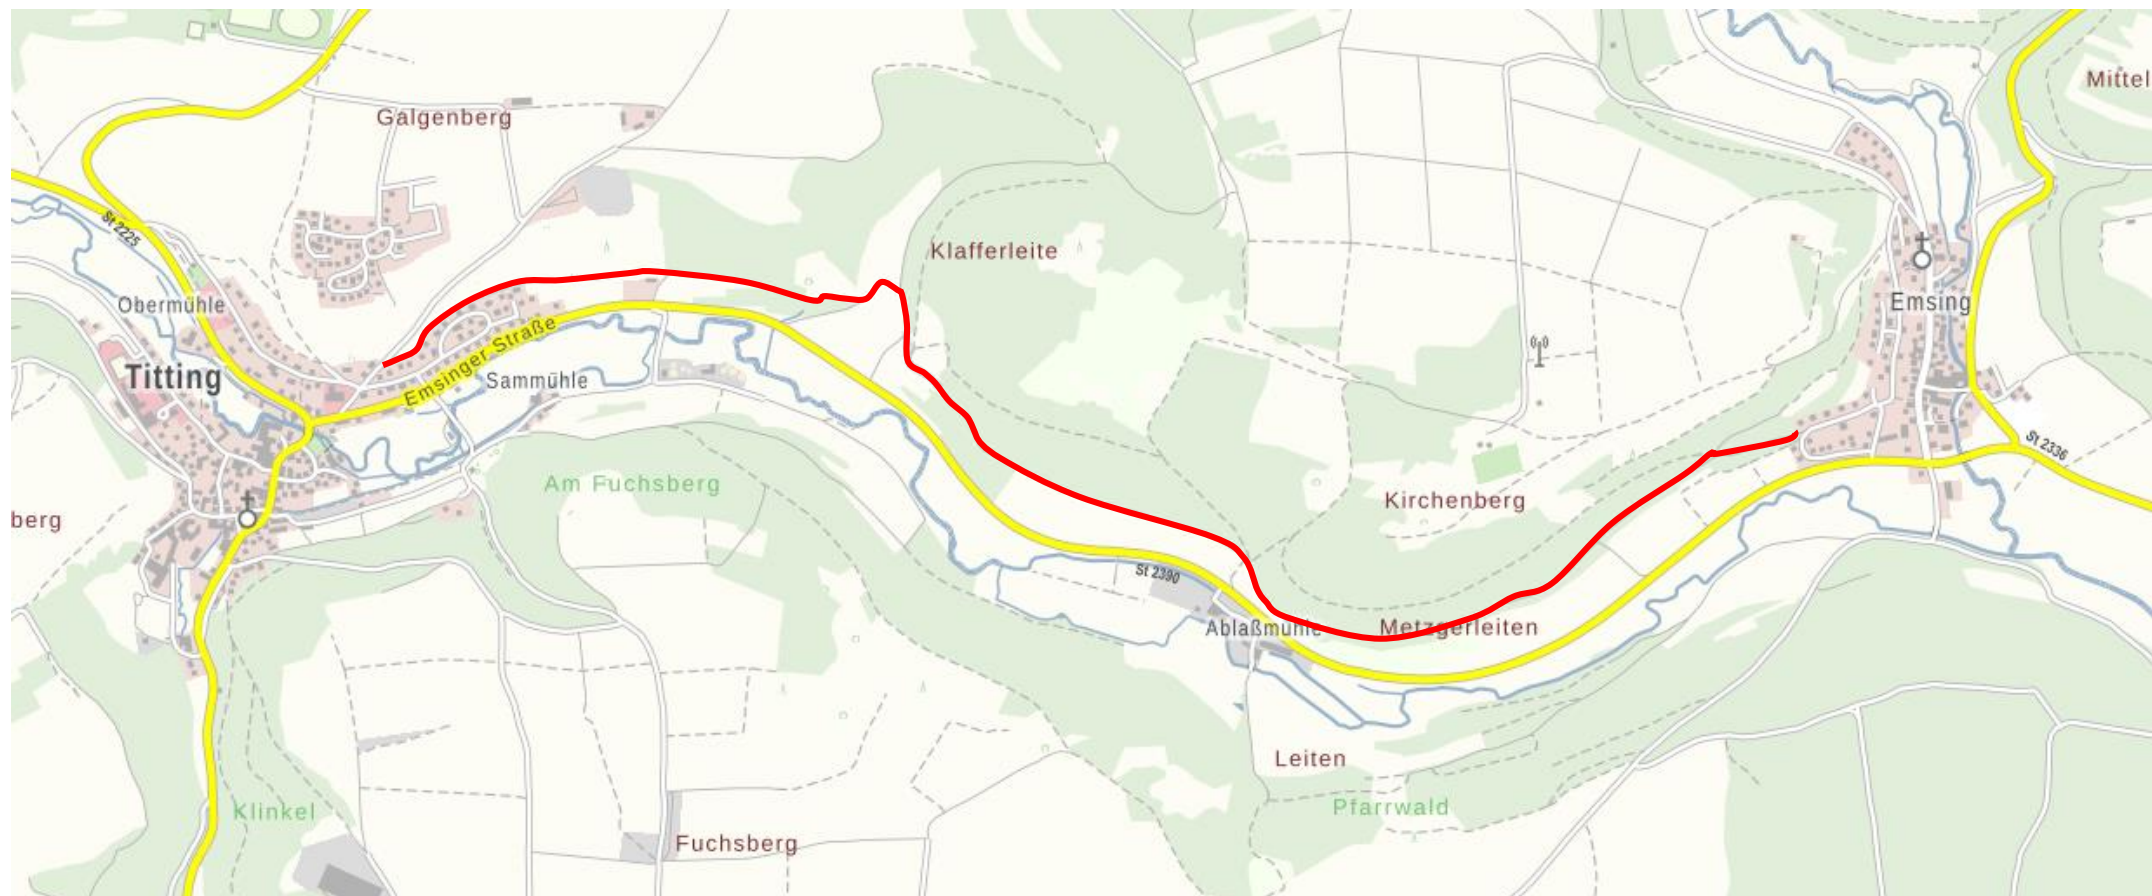 Mittel
Galgenberg
St 2225
Klafferleite
Obermühle
Emsing
Emsinger Straße
Titting
Sammühle
St 2336
Am Fuchsberg
Kirchenberg
berg
St 2390
Ablaßmühle
Metzgerleiten
Leiten
Pfarrwald
Klinkel
Fuchsberg